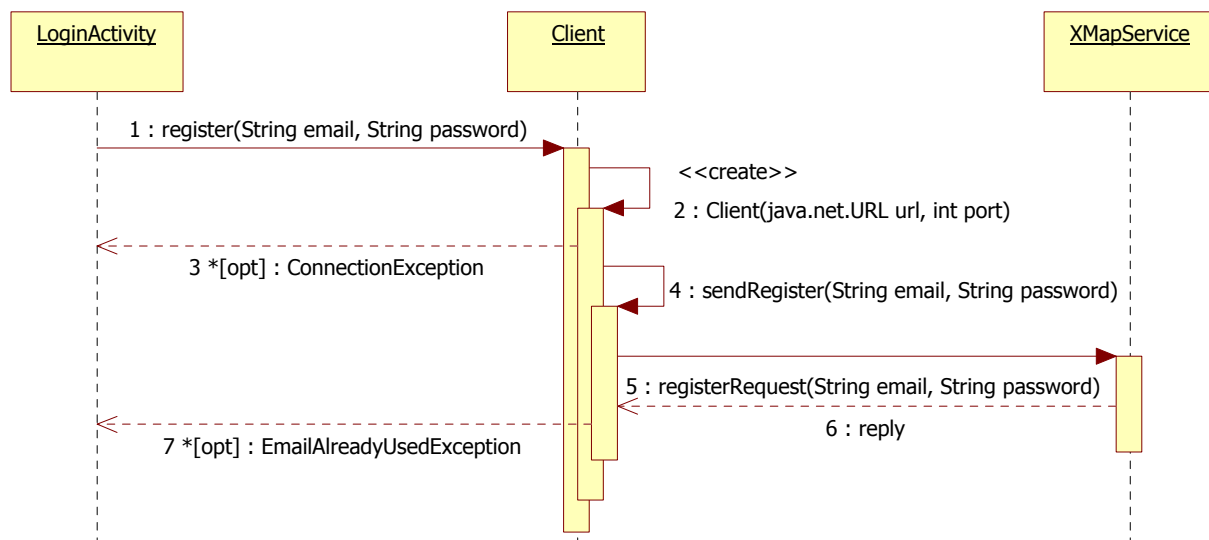 LoginActivity
Client
XMapService
1 : register(String email, String password)
<<create>>
2 : Client(java.net.URL url, int port)
3 *[opt] : ConnectionException
4 : sendRegister(String email, String password)
5 : registerRequest(String email, String password)
6 : reply
7 *[opt] : EmailAlreadyUsedException